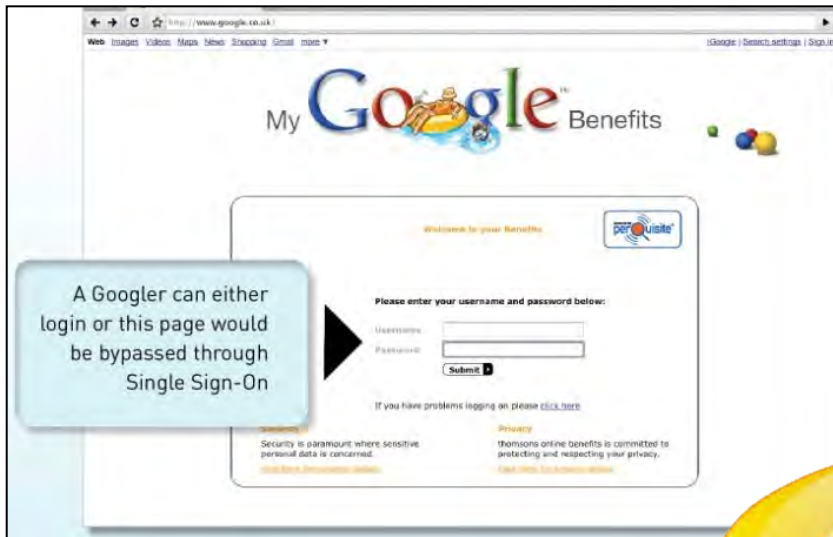 http://www.google.co.uk/
Web Images Videos Maps News Shopping Gmail more ▼
iGoogle | Search settings | Sign in
My Google™ Benefits
Welcome to your Benefits
perQuisite®
A Googler can either
login or this page would
be bypassed through
Single Sign-On
Please enter your username and password below:
Username
Password
Submit
If you have problems logging on please click here
Security
Security is paramount where sensitive
personal data is concerned.
Privacy
thomsons online benefits is committed to
protecting and respecting your privacy.